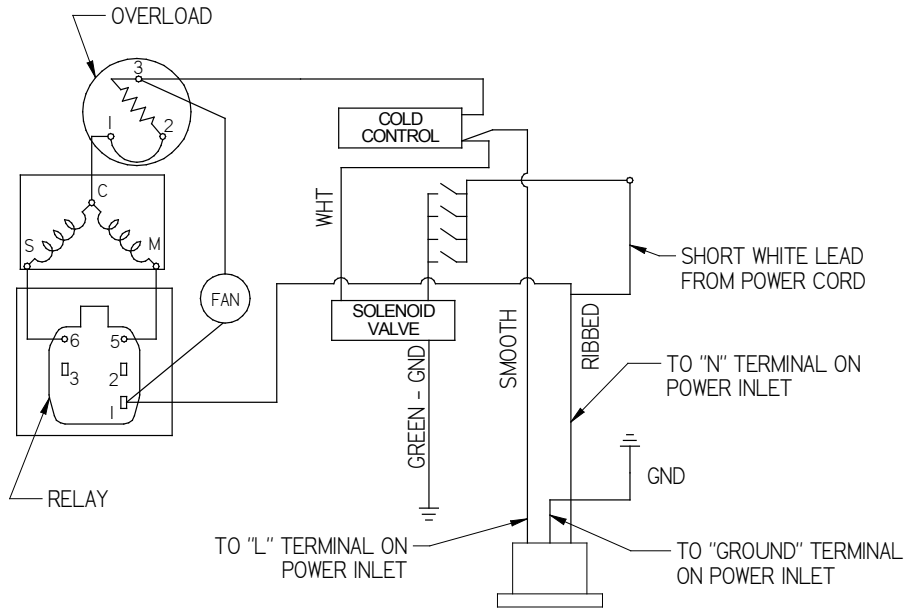 OVERLOAD
3
1
2
COLD
CONTROL
C
S
M
WHT
SHORT WHITE LEAD
FROM POWER CORD
FAN
SOLENOID
VALVE
6
5
3
2
1
SMOOTH
RIBBED
TO "N" TERMINAL ON
POWER INLET
GREEN - GND
GND
RELAY
TO "L" TERMINAL ON
POWER INLET
TO "GROUND" TERMINAL
ON POWER INLET